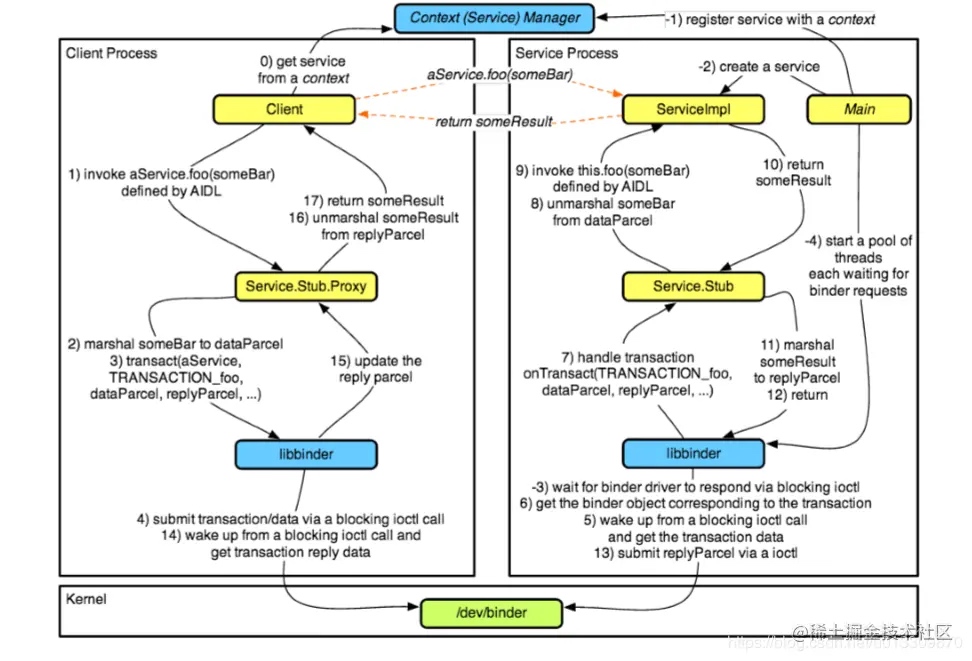 Context (Service) Manager
-1) register service with a context
Client Process
0) get service
from a context
Client
aService.foo(someBar)
return someResult
1) invoke aService.foo(someBar)
defined by AIDL
17) return someResult
16) unmarshal someResult
from replyParcel
Service.Stub.Proxy
2) marshal someBar to dataParcel
3) transact(aService,
TRANSACTION_foo,
dataParcel, replyParcel, ...)
15) update the
reply parcel
libbinder
4) submit transaction/data via a blocking ioctl call
14) wake up from a blocking ioctl call and
get transaction reply data
Service Process
-2) create a service
ServiceImpl
Main
9) invoke this.foo(someBar)
defined by AIDL
8) unmarshal someBar
from dataParcel
10) return
someResult
-4) start a pool of
threads
each waiting for
binder requests
Service.Stub
7) handle transaction
onTransact(TRANSACTION_foo,
dataParcel, replyParcel, ...)
11) marshal
someResult
to replyParcel
12) return
libbinder
-3) wait for binder driver to respond via blocking ioctl
6) get the binder object corresponding to the transaction
5) wake up from a blocking ioctl call
and get the transaction data
13) submit replyParcel via a ioctl
Kernel
/dev/binder
@稀土掘金技术社区